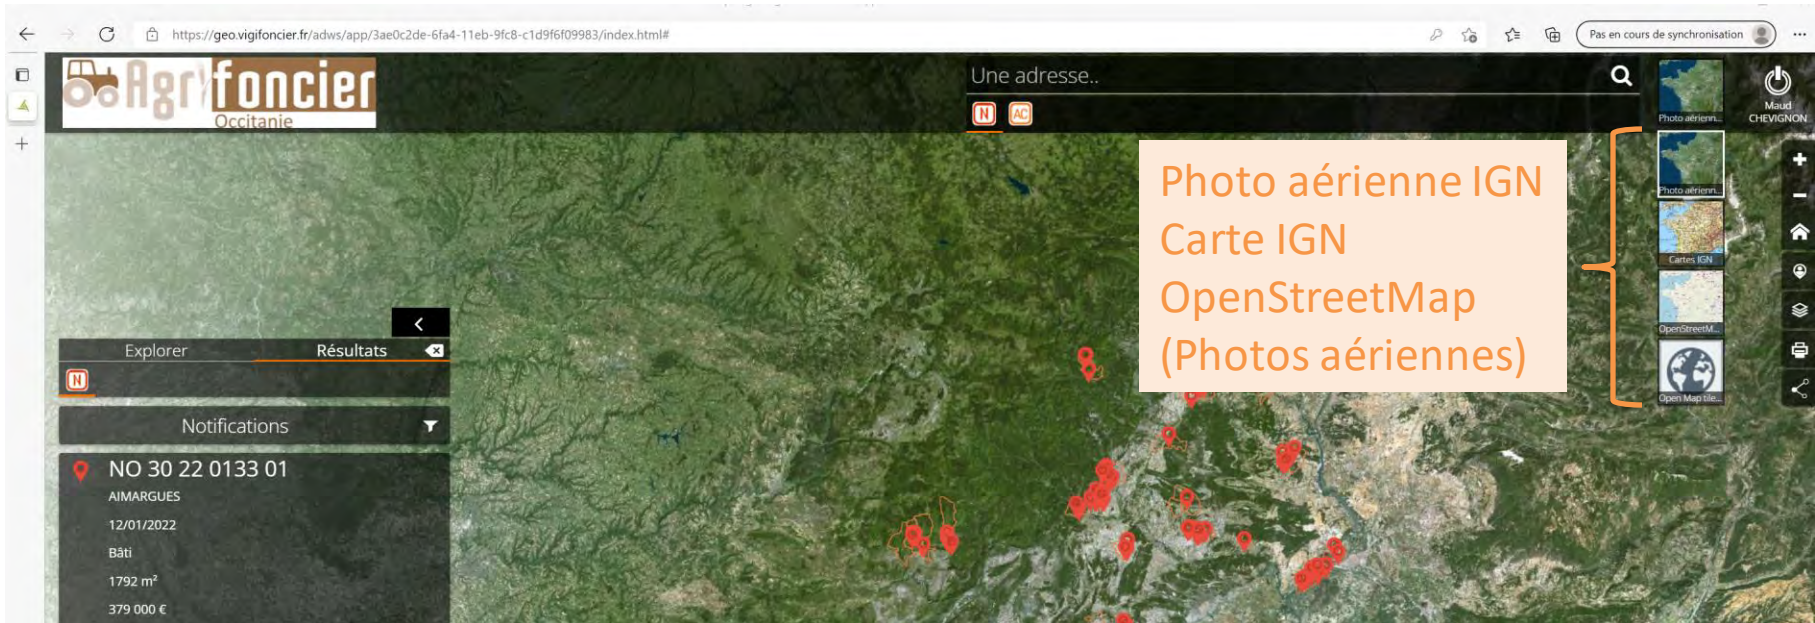 https://geo.vigifoncier.fr/adws/app/3ae0c2de-6fa4-11eb-9fc8-c1d9f6f09983/index.html#
Pas en cours de synchronisation
Agrifoncier
Occitanie
Une adresse..
N
AC
Photo aérienn...
Maud
CHEVIGNON
Photo aérienne IGN
Carte IGN
OpenStreetMap
(Photos aériennes)
Photo aérienn...
Cartes IGN
OpenStreetM...
Open Map tile...
Explorer
Résultats
N
Notifications
NO 30 22 0133 01
AIMARGUES
12/01/2022
Bâti
1792 m²
379 000 €